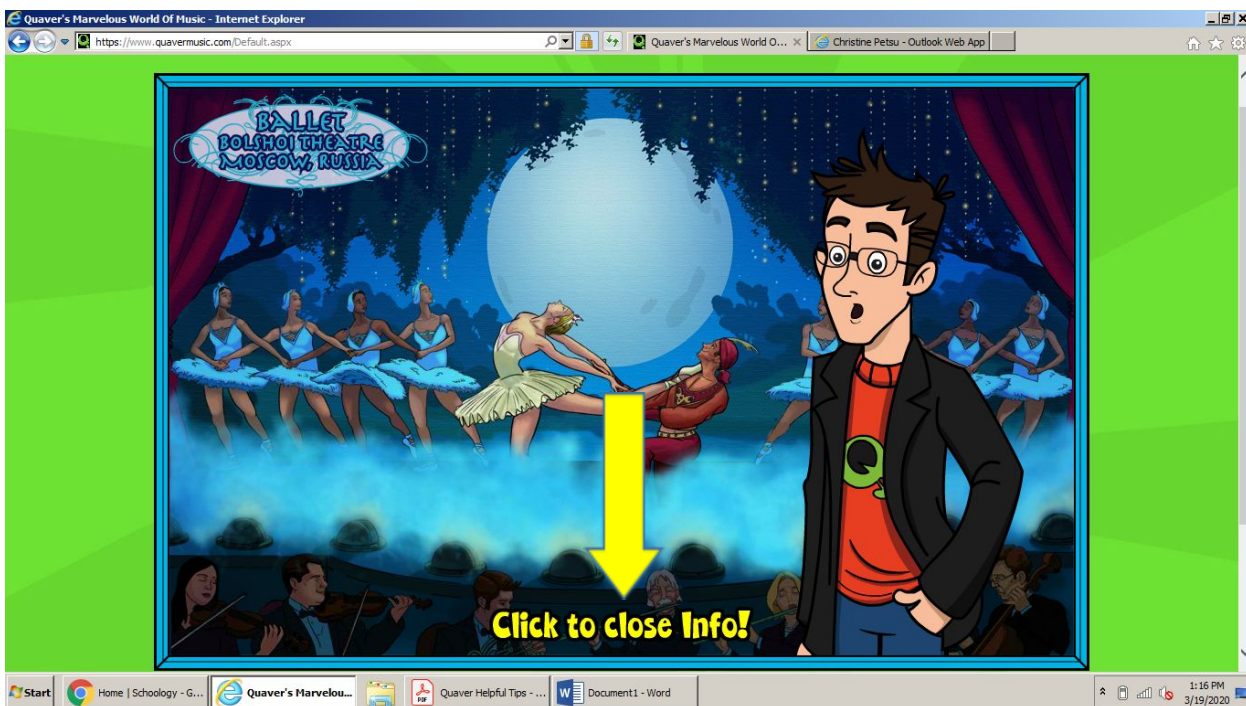 Quaver's Marvelous World Of Music - Internet Explorer
https://www.quavermusic.com/Default.aspx
Quaver's Marvelous World O...
Christine Petsu - Outlook Web App
BALLET
BOLSHOI THEATRE
MOSCOW, RUSSIA
Q
Click to close Info!
Start
Home | Schoology - G...
Quaver's Marvelou...
PDF
Quaver Helpful Tips - ...
W
Document1 - Word
1:16 PM
3/19/2020